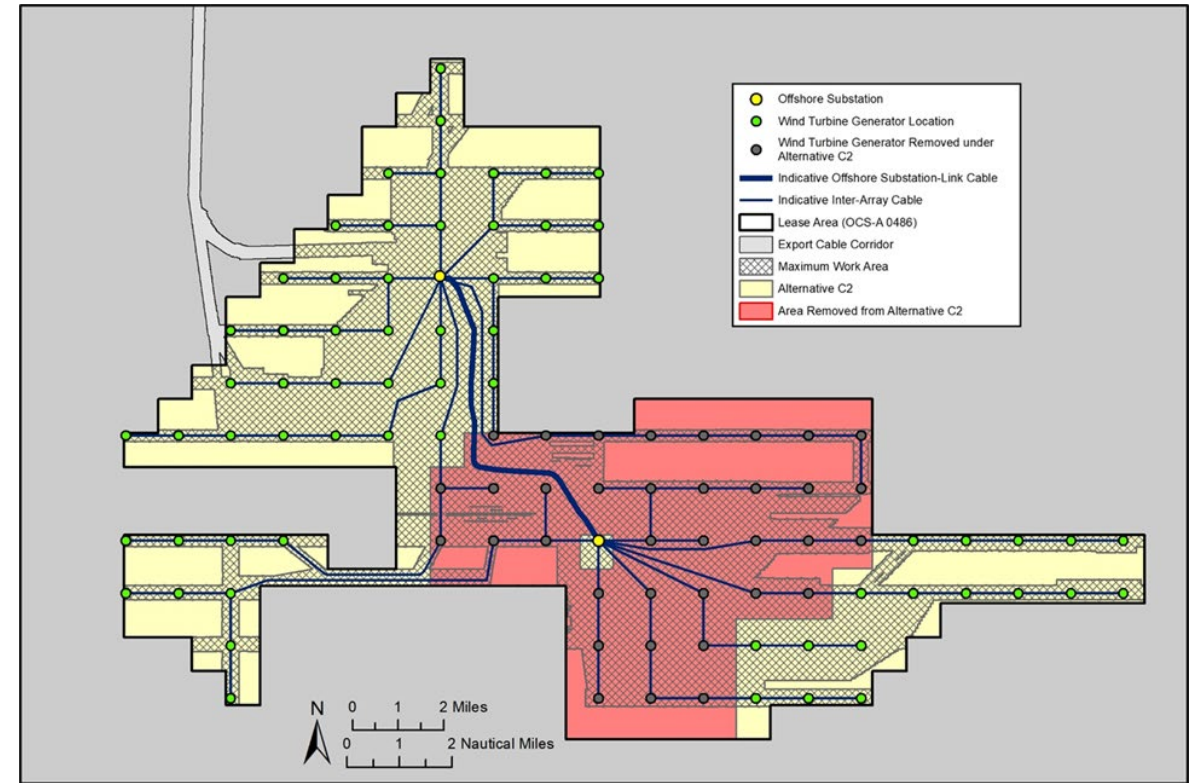 Offshore Substation
Wind Turbine Generator Location
Wind Turbine Generator Removed under
Alternative C2
Indicative Offshore Substation-Link Cable
Indicative Inter-Array Cable
Lease Area (OCS-A 0486)
Export Cable Corridor
Maximum Work Area
Alternative C2
Area Removed from Alternative C2
N
0 1 2 Miles
0 1 2 Nautical Miles